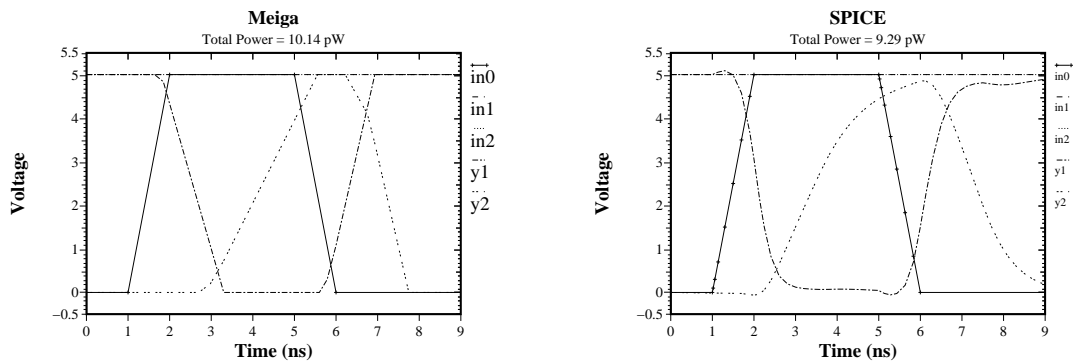 Meiga
Total Power = 10.14 pW
5.5
5
4
3
2
1
0
−0.5
Voltage
0 1 2 3 4 5 6 7 8 9
Time (ns)
in0
in1
in2
y1
y2
SPICE
Total Power = 9.29 pW
5.5
5
4
3
2
1
0
−0.5
Voltage
0 1 2 3 4 5 6 7 8 9
Time (ns)
in0
in1
in2
y1
y2